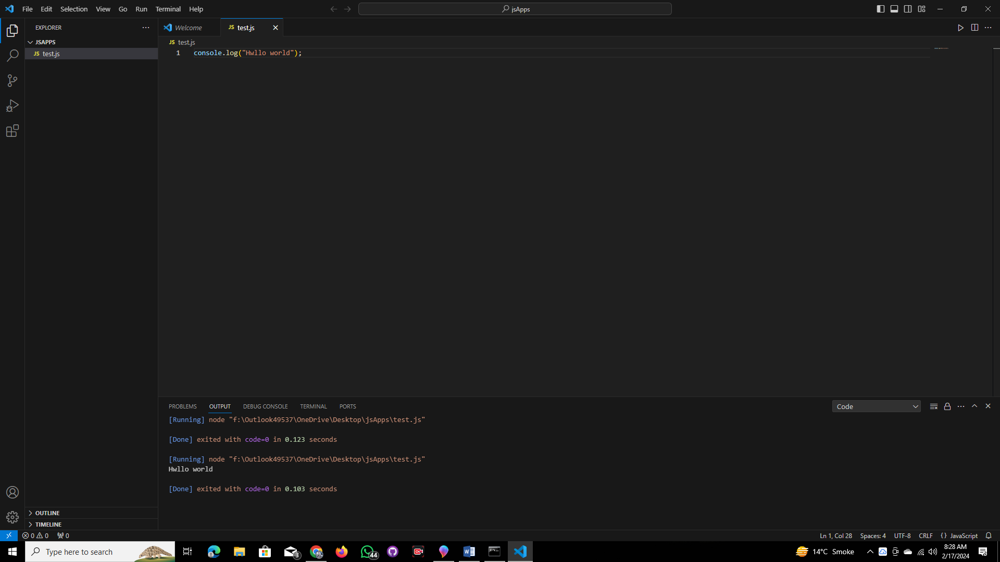 File Edit Selection View Go Run Terminal Help
jsApps
EXPLORER
Welcome
JS test.js
JSAPPS
JS test.js
JS test.js
1 console.log("Hwllo world");
PROBLEMS OUTPUT DEBUG CONSOLE TERMINAL PORTS
Code
[Running] node "f:\Outlook49537\OneDrive\Desktop\jsApps\test.js"
[Done] exited with code=0 in 0.123 seconds
[Running] node "f:\Outlook49537\OneDrive\Desktop\jsApps\test.js"
Hwllo world
[Done] exited with code=0 in 0.103 seconds
OUTLINE
TIMELINE
0 0 0
Ln 1, Col 28 Spaces: 4 UTF-8 CRLF {} JavaScript
Type here to search
3
44
14°C Smoke
8:28 AM
2/17/2024